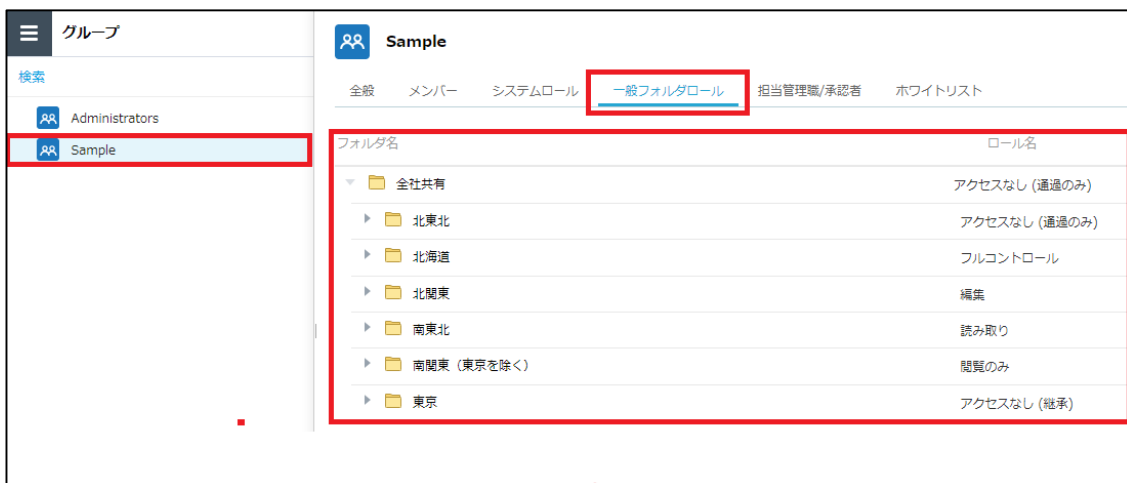 グループ
検索
Administrators
Sample
Sample
全般 メンバー システムロール 一般フォルダロール 担当管理職/承認者 ホワイトリスト
フォルダ名 ロール名
全社共有 アクセスなし (通過のみ)
北東北 アクセスなし (通過のみ)
北海道 フルコントロール
北関東 編集
南東北 読み取り
南関東（東京を除く） 閲覧のみ
東京 アクセスなし (継承)